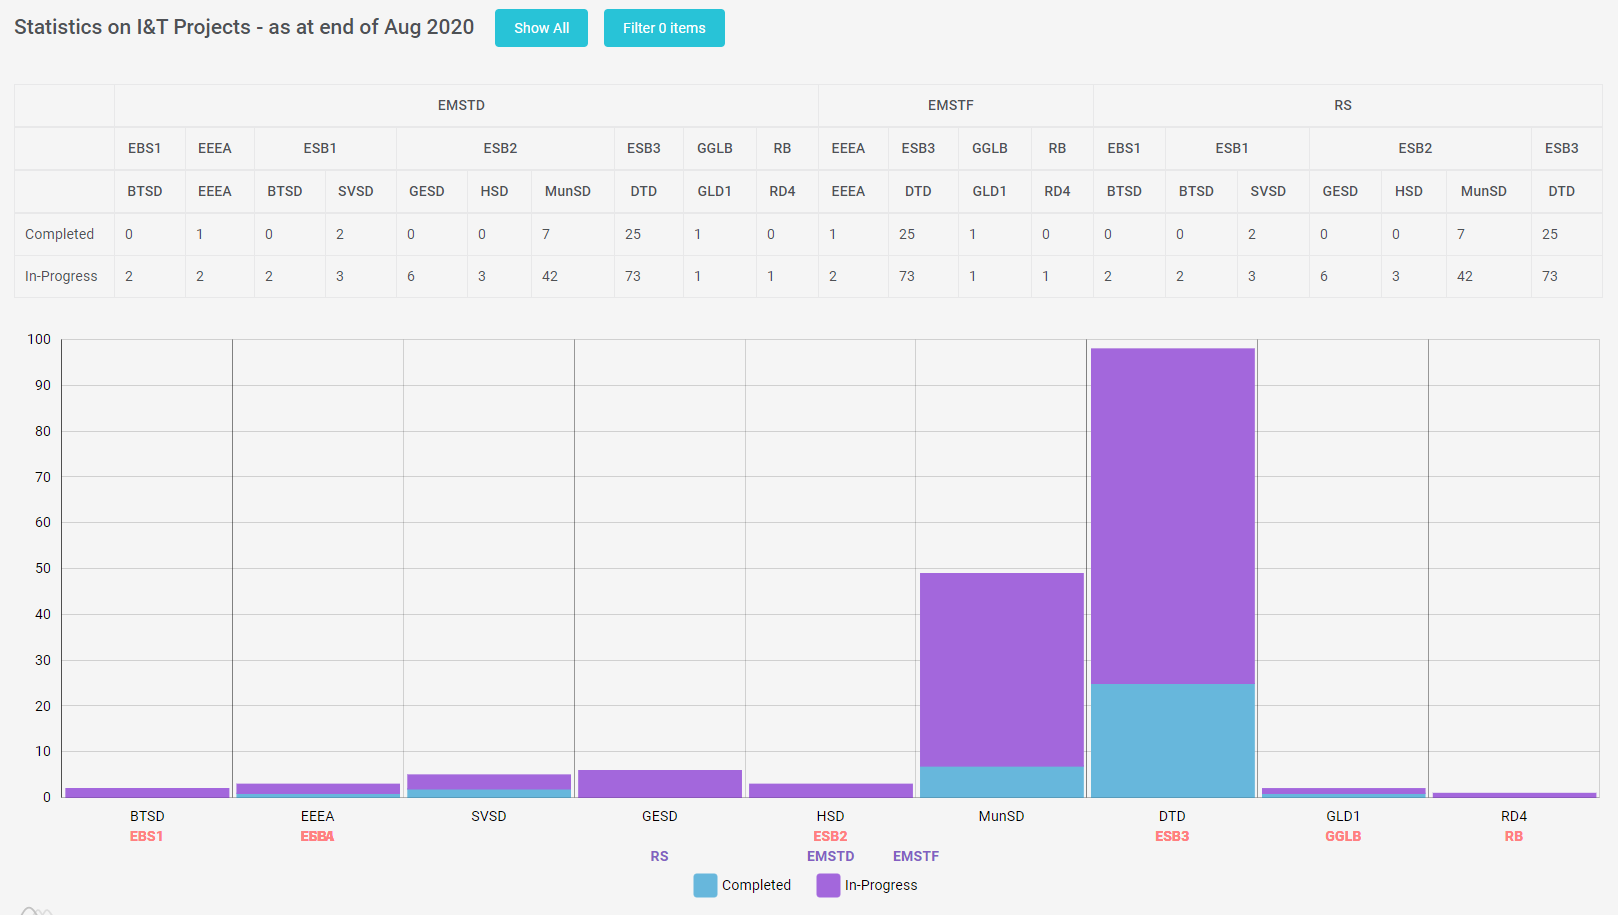 Statistics on I&T Projects - as at end of Aug 2020 Show All Filter 0 items
EMSTD EMSTF RS
EBS1 EEEA ESB1 ESB2 ESB3 GGLB RB EEEA ESB3 GGLB RB EBS1 ESB1 ESB2 ESB3
BTSD EEEA BTSD SVSD GESD HSD MunSD DTD GLD1 RD4 EEEA DTD GLD1 RD4 BTSD BTSD SVSD GESD HSD MunSD DTD
Completed 0 1 0 2 0 0 7 25 1 0 1 25 1 0 0 0 2 0 0 7 25
In-Progress 2 2 2 3 6 3 42 73 1 1 2 73 1 1 2 2 3 6 3 42 73
100
90
80
70
60
50
40
30
20
10
0
BTSD EEEA SVSD GESD HSD MunSD DTD GLD1 RD4
EBS1 ESB2 ESB3 GGLB RB
RS EMSTD EMSTF
Completed In-Progress